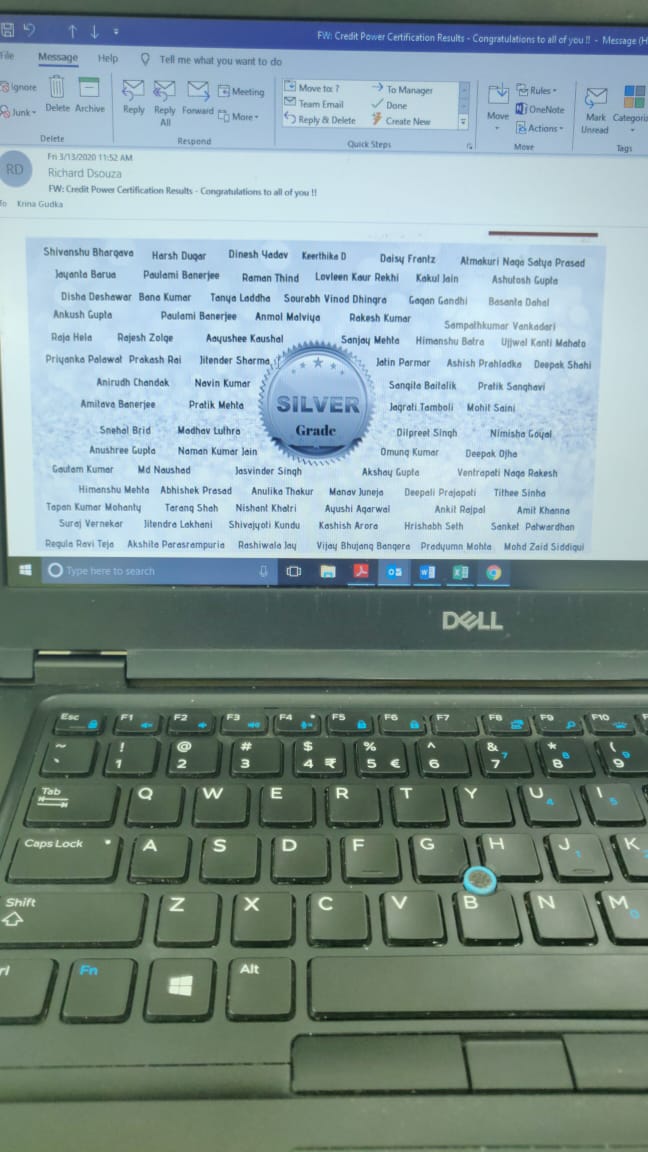 FW: Credit Power Certification Results - Congratulations to all of you !! - Message (H
File Message Help Tell me what you want to do
Ignore
Junk
Delete
Archive
Reply
Reply All
Forward
Meeting
More
Move to: ?
Team Email
Reply & Delete
To Manager
Done
Create New
Move
Rules
OneNote
Actions
Mark Unread
Categoriz
Delete Respond Quick Steps Move Tags
Fri 3/13/2020 11:52 AM
RD
Richard Dsouza
FW: Credit Power Certification Results - Congratulations to all of you !!
To Krina Gudka
Shivanshu Bhargava Harsh Dugar Dinesh Yadav Keerthika D Daisy Frantz Atmakuri Naga Satya Prasad
Jayanta Barua Paulami Banerjee Raman Thind Lovleen Kaur Rekhi Kakul Jain Ashutosh Gupta
Disha Deshawar Bana Kumar Tanya Laddha Sourabh Vinod Dhingra Gagan Gandhi Basanta Dahal
Ankush Gupta Paulami Banerjee Anmol Malviya Rakesh Kumar Sampathkumar Vankadari
Raja Hela Rajesh Zolge Aayushee Kaushal Sanjay Mehta Himanshu Batra Ujjwal Kanti Mahato
Priyanka Palawat Prakash Rai Jitender Sharma Jatin Parmar Ashish Prahladka Deepak Shahi
Anirudh Chandak Navin Kumar Sangita Baitalik Pratik Sanghavi
Amitava Banerjee Pratik Mehta SILVER Jagrati Tamboli Mohit Saini
Snehal Brid Madhav Luthra Grade Dilpreet Singh Nimisha Goyal
Anushree Gupta Naman Kumar Jain Omung Kumar Deepak Ojha
Gautam Kumar Md Naushad Jasvinder Singh Akshay Gupta Ventrapati Naga Rakesh
Himanshu Mehta Abhishek Prasad Anulika Thakur Manav Juneja Deepali Prajapati Tithee Sinha
Tapan Kumar Mohanty Tarang Shah Nishant Khatri Ayushi Agarwal Ankit Rajpal Amit Khanna
Suraj Vernekar Jitendra Lakhani Shivajyoti Kundu Kashish Arora Hrishabh Seth Sanket Patwardhan
Regula Ravi Teja Akshita Parasrampuria Rashiwala Jay Vijay Bhujang Bangera Pradyumn Mohta Mohd Zaid Siddiqui
Type here to search
DELL
Esc F1 F2 F3 F4 F5 F6 F7 F8 F9 F10 F
~ ` ! 1 @ 2 # 3 $ 4 ₹ % 5 € ^ 6 & 7 7 * 8 8 ( 9 9
Tab Q W E R T Y U 4 I 5
Caps Lock A S D F G H J 1 K 2
Shift Z X C V B N M 0
rl Fn Alt